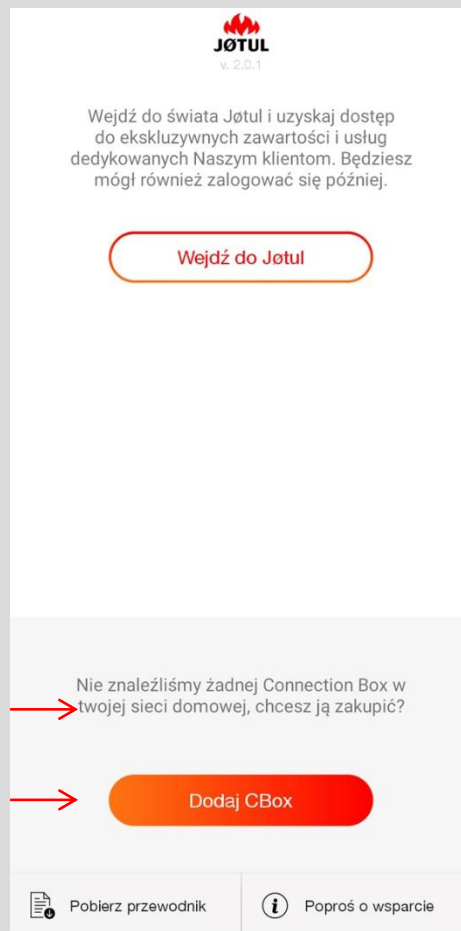 JØTUL
v. 2.0.1
Wejdź do świata Jøtul i uzyskaj dostęp
do ekskluzywnych zawartości i usług
dedykowanych Naszym klientom. Będziesz
mógł również zalogować się później.
Wejdź do Jøtul
Nie znaleźliśmy żadnej Connection Box w
twojej sieci domowej, chcesz ją zakupić?
Dodaj CBox
Pobierz przewodnik
Poproś o wsparcie